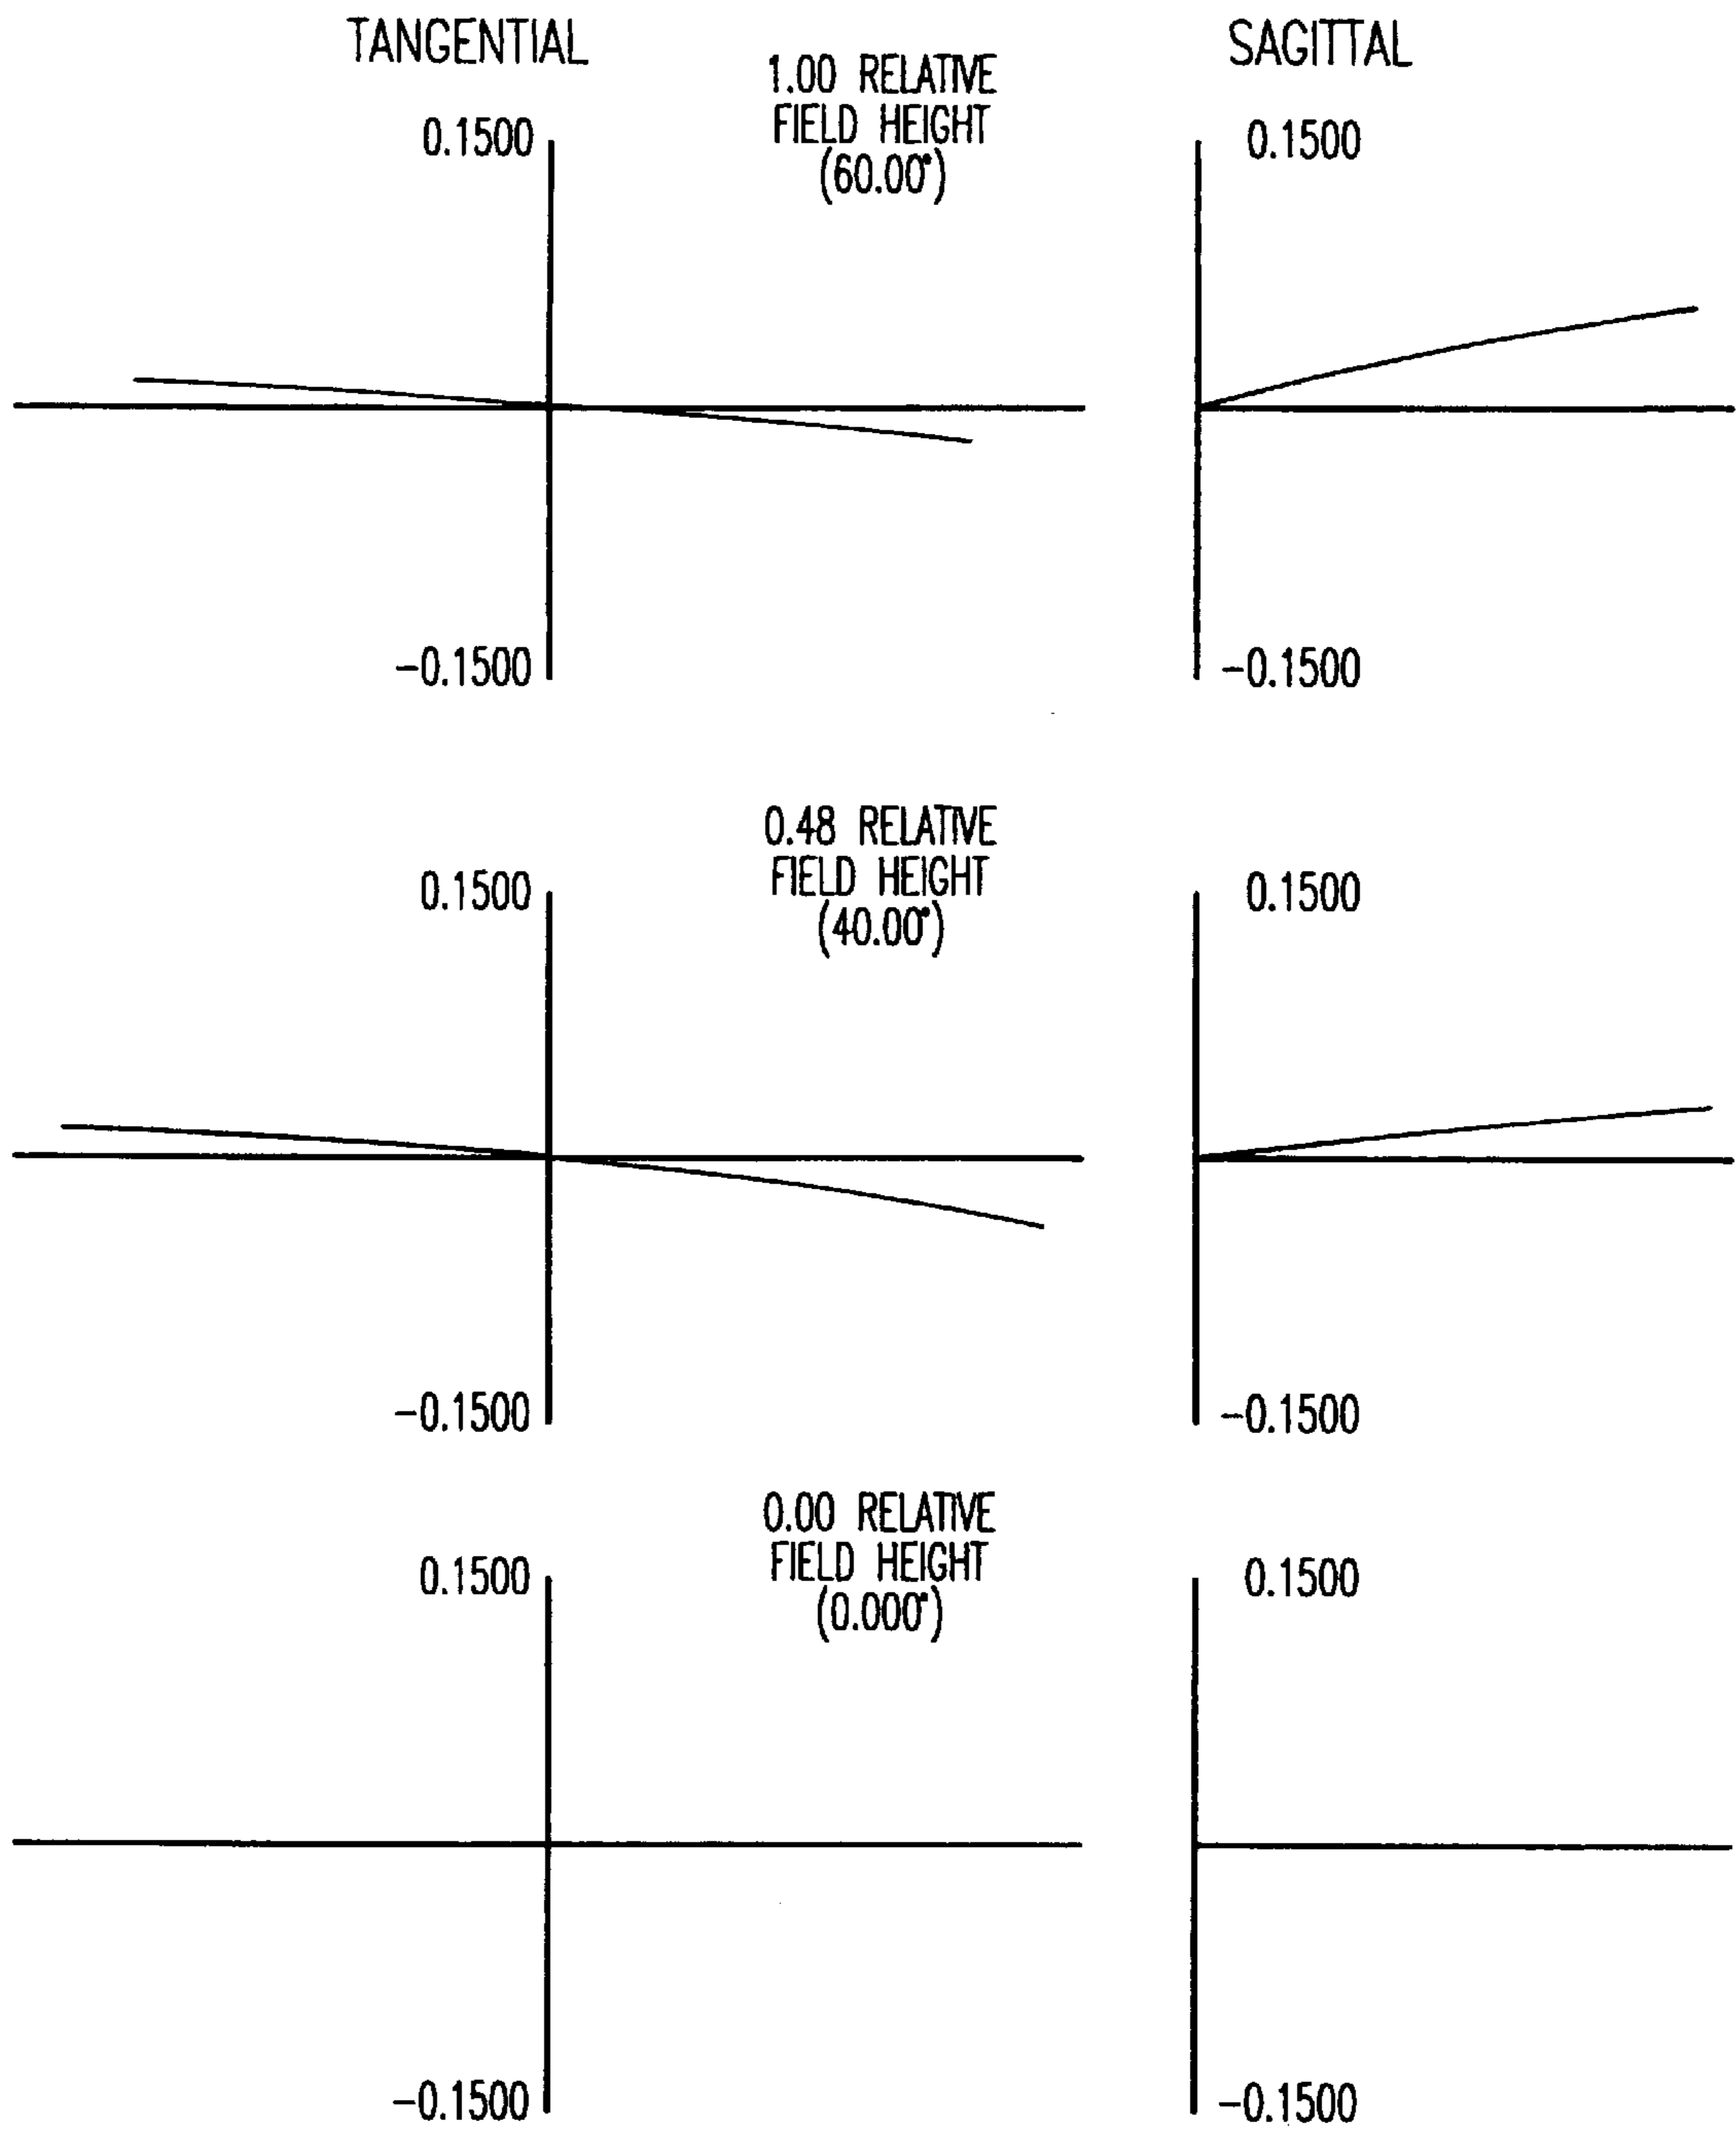 TANGENTIAL
SAGITTAL
1.00 RELATIVE
FIELD HEIGHT
(60.00°)
0.1500
0.1500
-0.1500
-0.1500
0.48 RELATIVE
FIELD HEIGHT
(40.00°)
0.1500
0.1500
-0.1500
-0.1500
0.00 RELATIVE
FIELD HEIGHT
(0.000°)
0.1500
0.1500
-0.1500
-0.1500